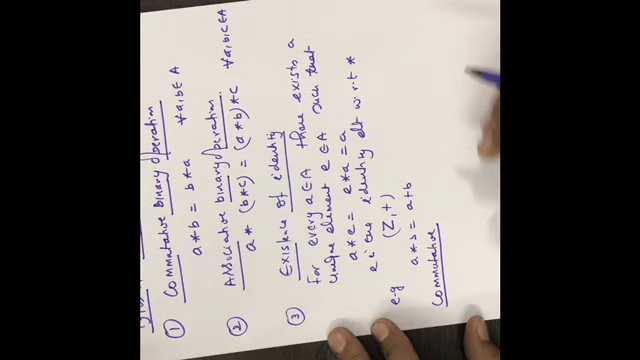 ① Commutative Binary Operation
a * b = b * a ∀ a, b ∈ A
② Associative binary operation.
a * (b * c) = (a * b) * c ∀ a, b, c ∈ A
③ Existence of identity
For every a ∈ A there exists a
unique element e ∈ A such that
a * e = e * a = a
e is the identity elt w.r.t *
e-g (Z, +)
a * b = a + b
Commutative